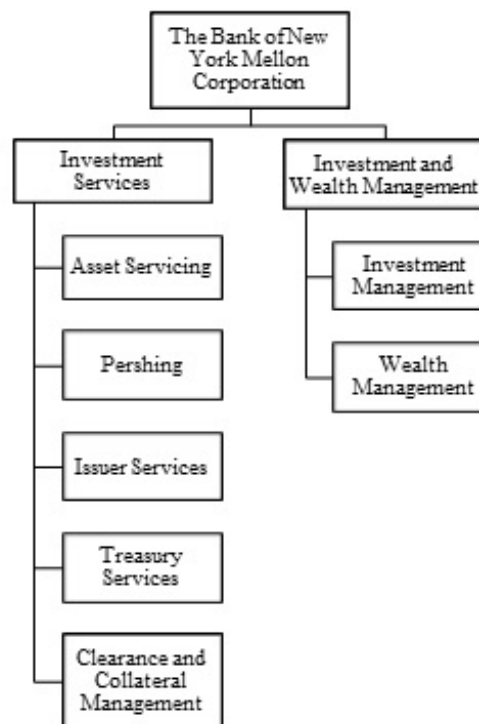 The Bank of New
York Mellon
Corporation
Investment
Services
Investment and
Wealth Management
Asset Servicing
Pershing
Issuer Services
Treasury
Services
Clearance and
Collateral
Management
Investment
Management
Wealth
Management